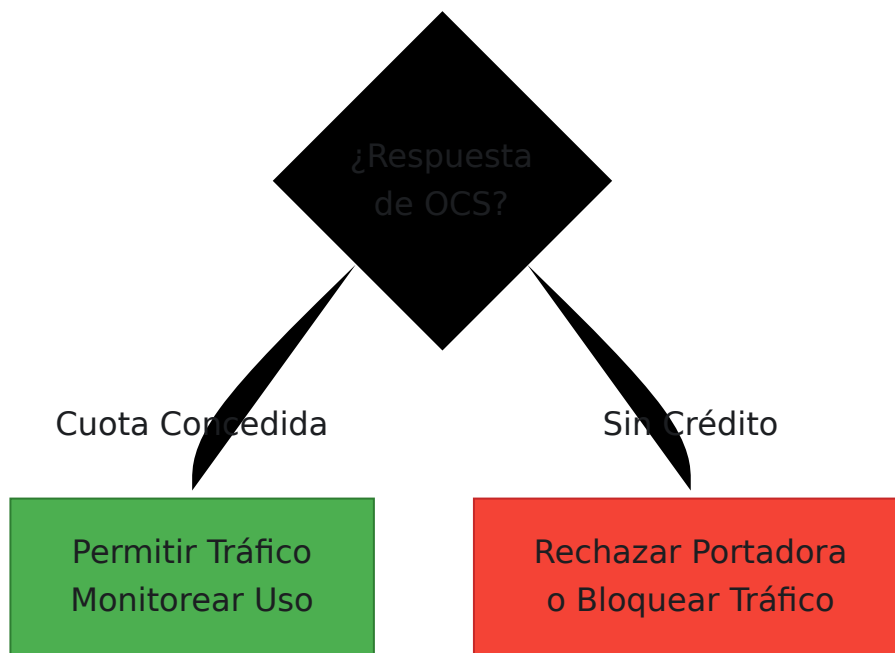 ¿Respuesta
de OCS?
Cuota Concedida
Sin Crédito
Permitir Tráfico
Monitorear Uso
Rechazar Portadora
o Bloquear Tráfico